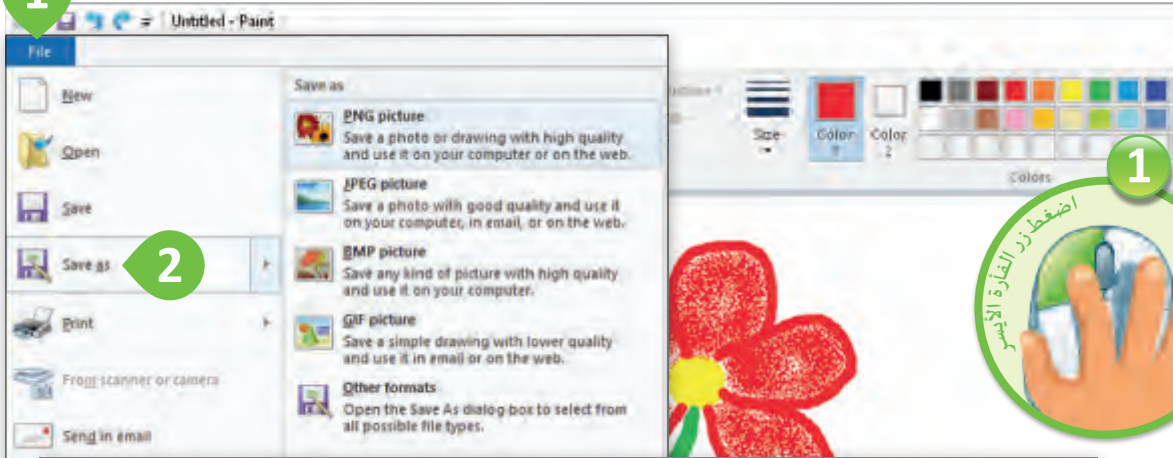 1
Untitled - Paint
File
New
Open
Save
Save as
2
Print
From scanner or camera
Send in email
Save as
PNG picture
Save a photo or drawing with high quality
and use it on your computer or on the web.
JPEG picture
Save a photo with good quality and use it
on your computer, in email, or on the web.
BMP picture
Save any kind of picture with high quality
and use it on your computer.
GIF picture
Save a simple drawing with lower quality
and use it in email or on the web.
Other formats
Open the Save As dialog box to select from
all possible file types.
Size
Color
1
Color
2
Colors
1
اضغط زر الفأرة الأيسر